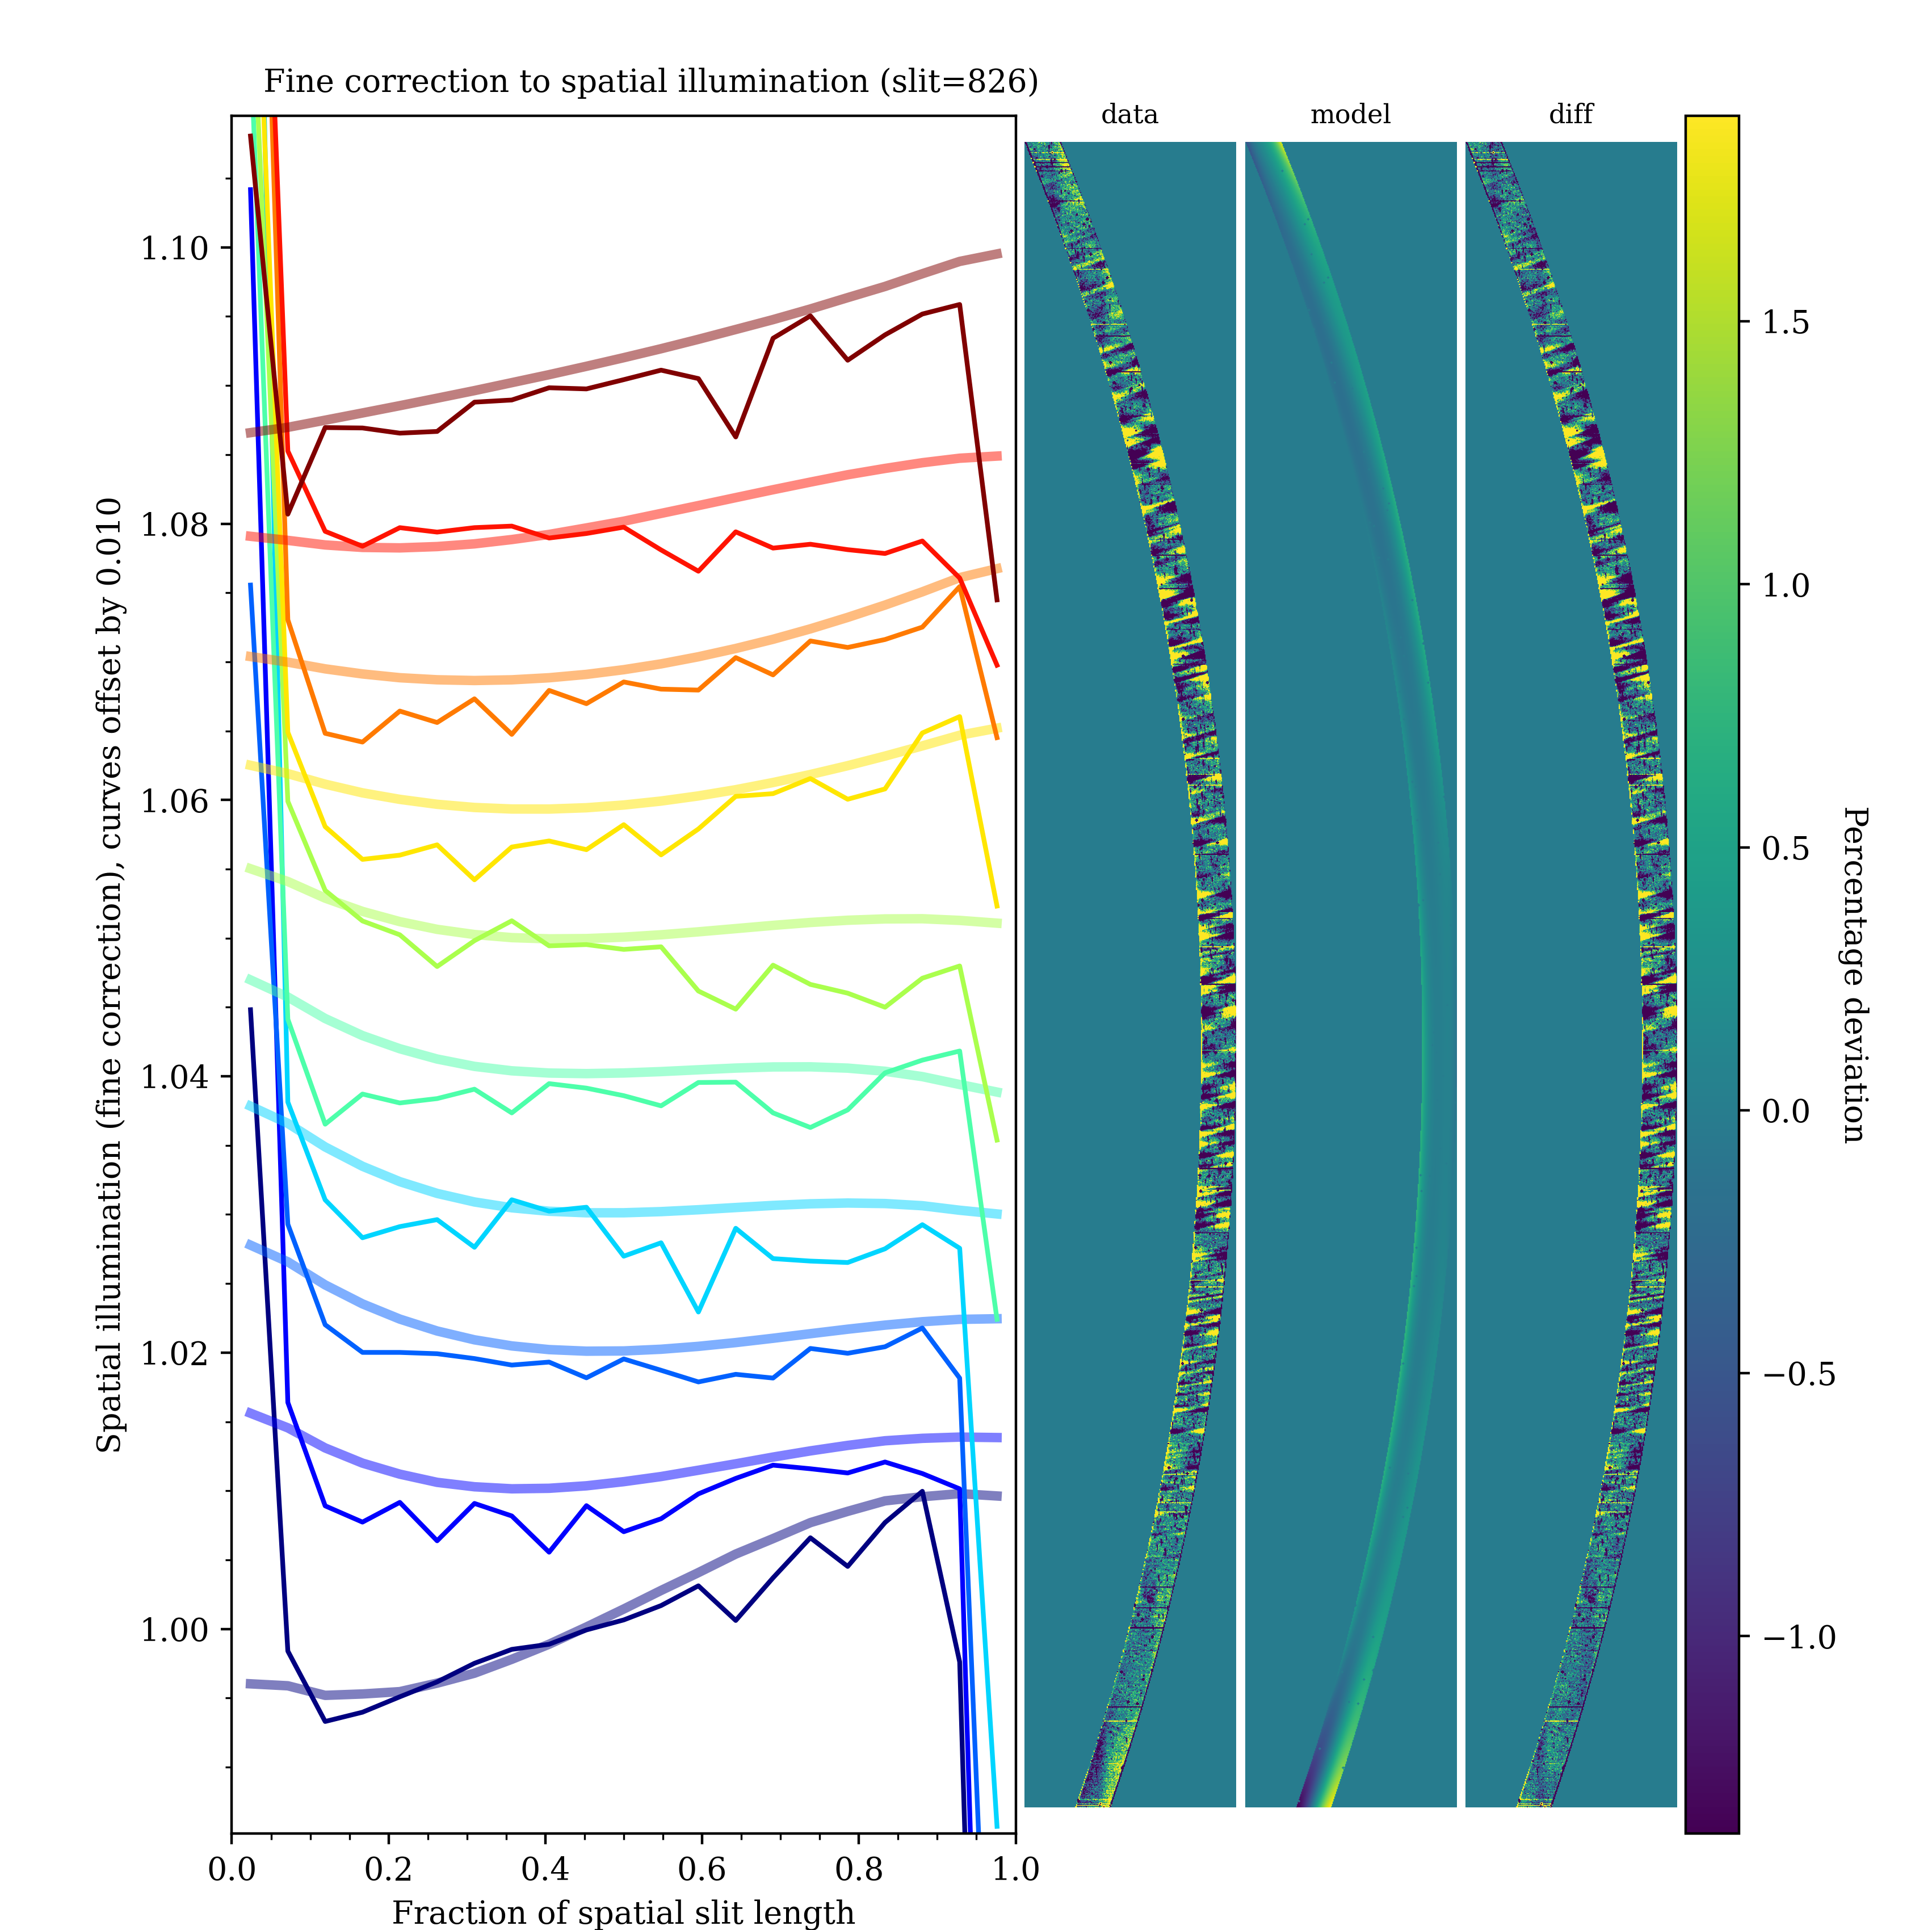 Fine correction to spatial illumination (slit=826)
data
model
diff
1.10
1.08
1.06
1.04
1.02
1.00
Spatial illumination (fine correction), curves offset by 0.010
0.0
0.2
0.4
0.6
0.8
1.0
Fraction of spatial slit length
1.5
1.0
0.5
0.0
−0.5
−1.0
Percentage deviation